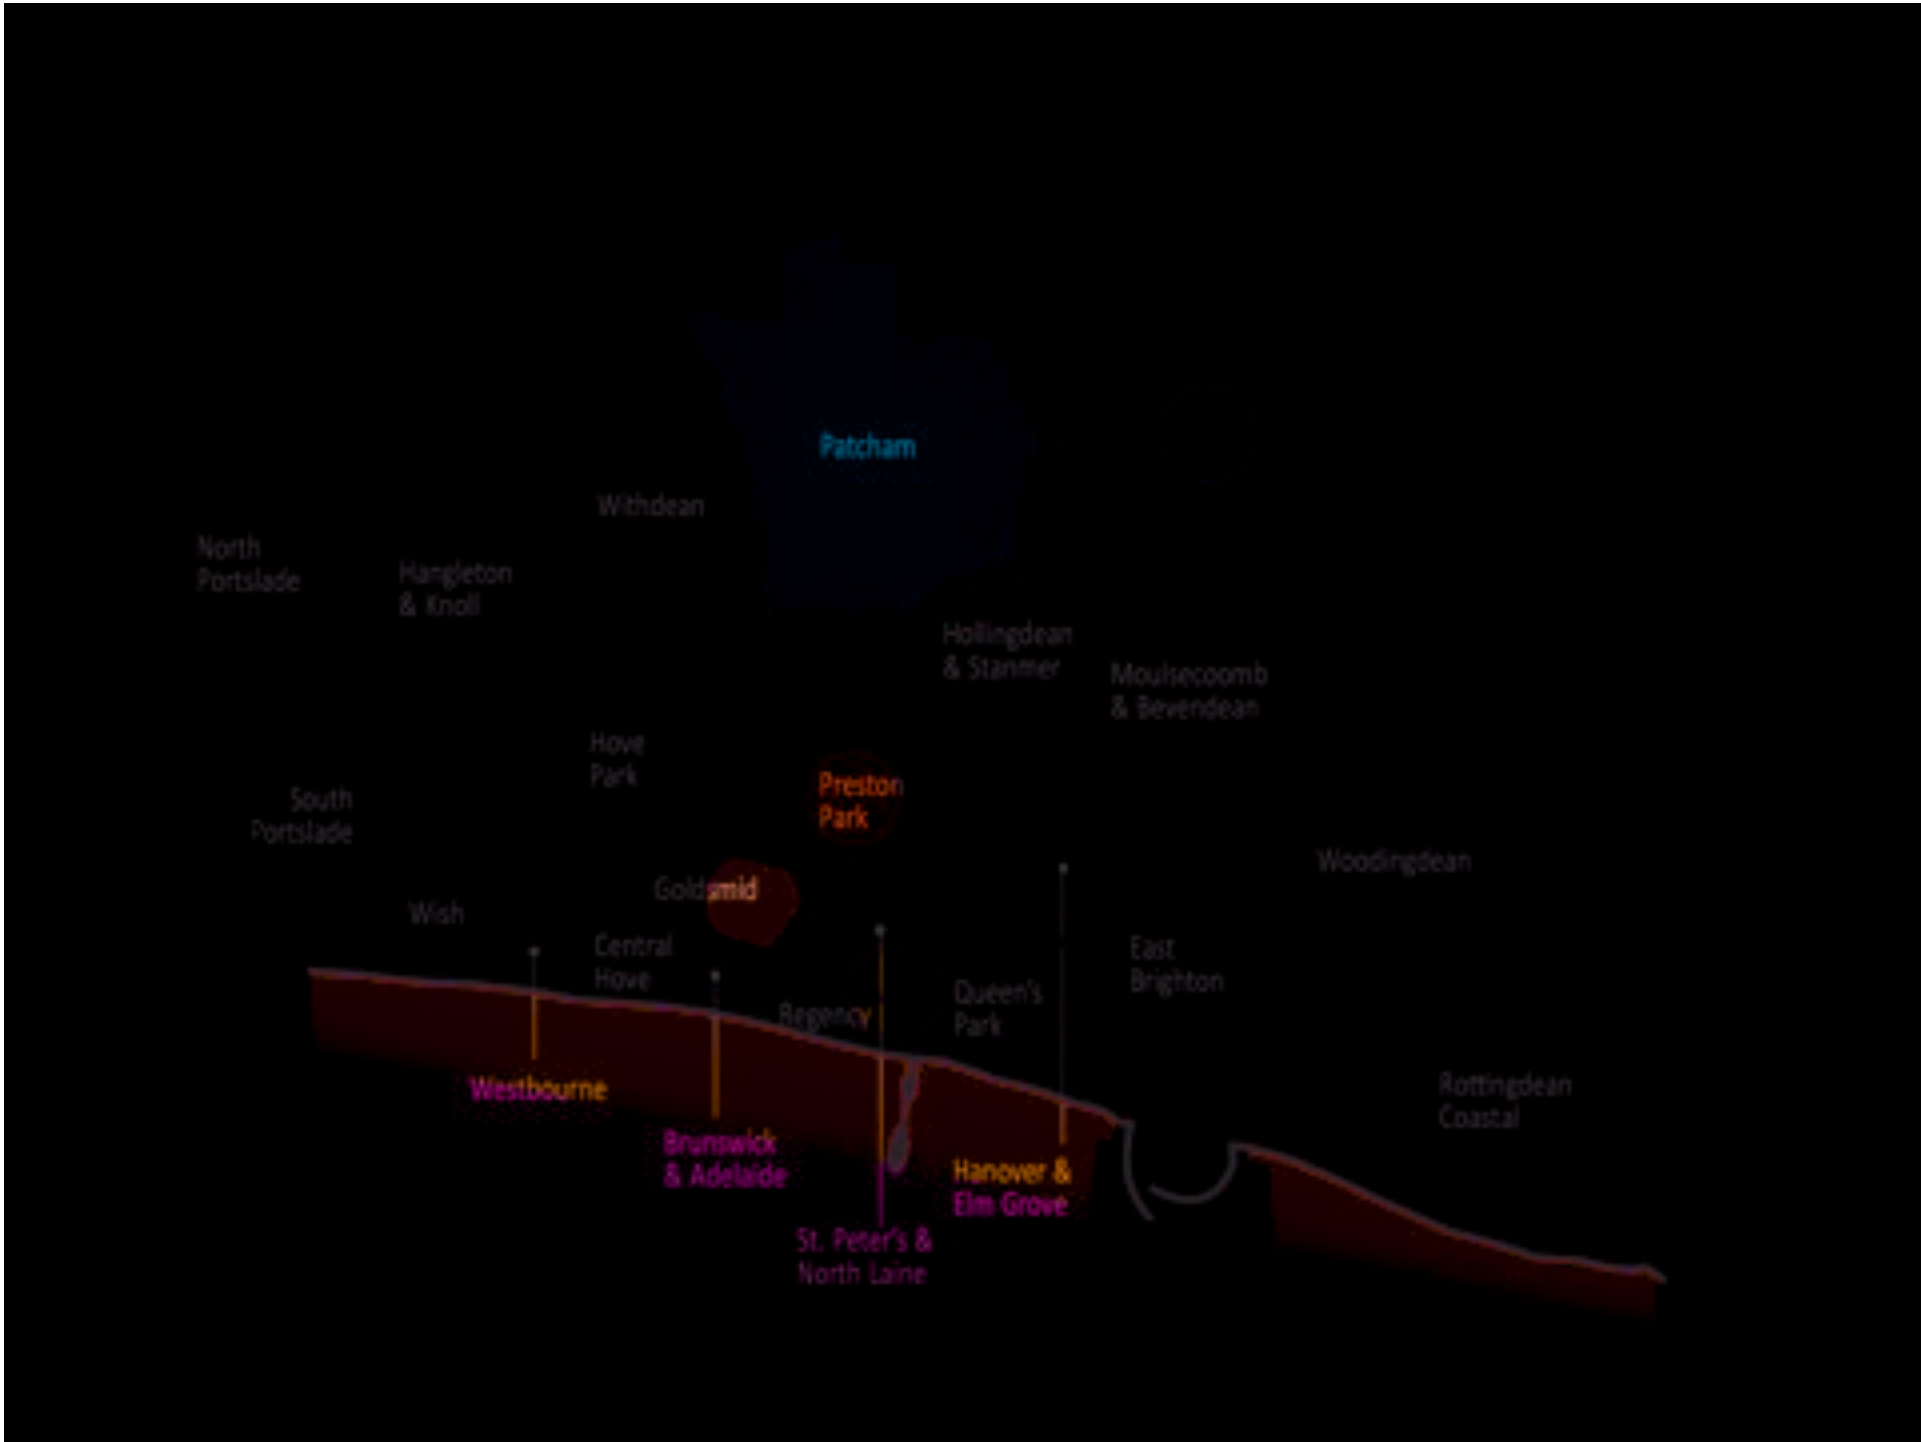 Patcham
Withdean
North
Portslade
Hangleton
& Knoll
Hollingdean
& Stanmer
Moulsecoomb
& Bevendean
Hove
Park
Preston
Park
South
Portslade
Woodingdean
Goldsmid
Wish
Central
Hove
East
Brighton
Queen's
Park
Regency
Westbourne
Rottingdean
Coastal
Brunswick
& Adelaide
Hanover &
Elm Grove
St. Peter's &
North Laine